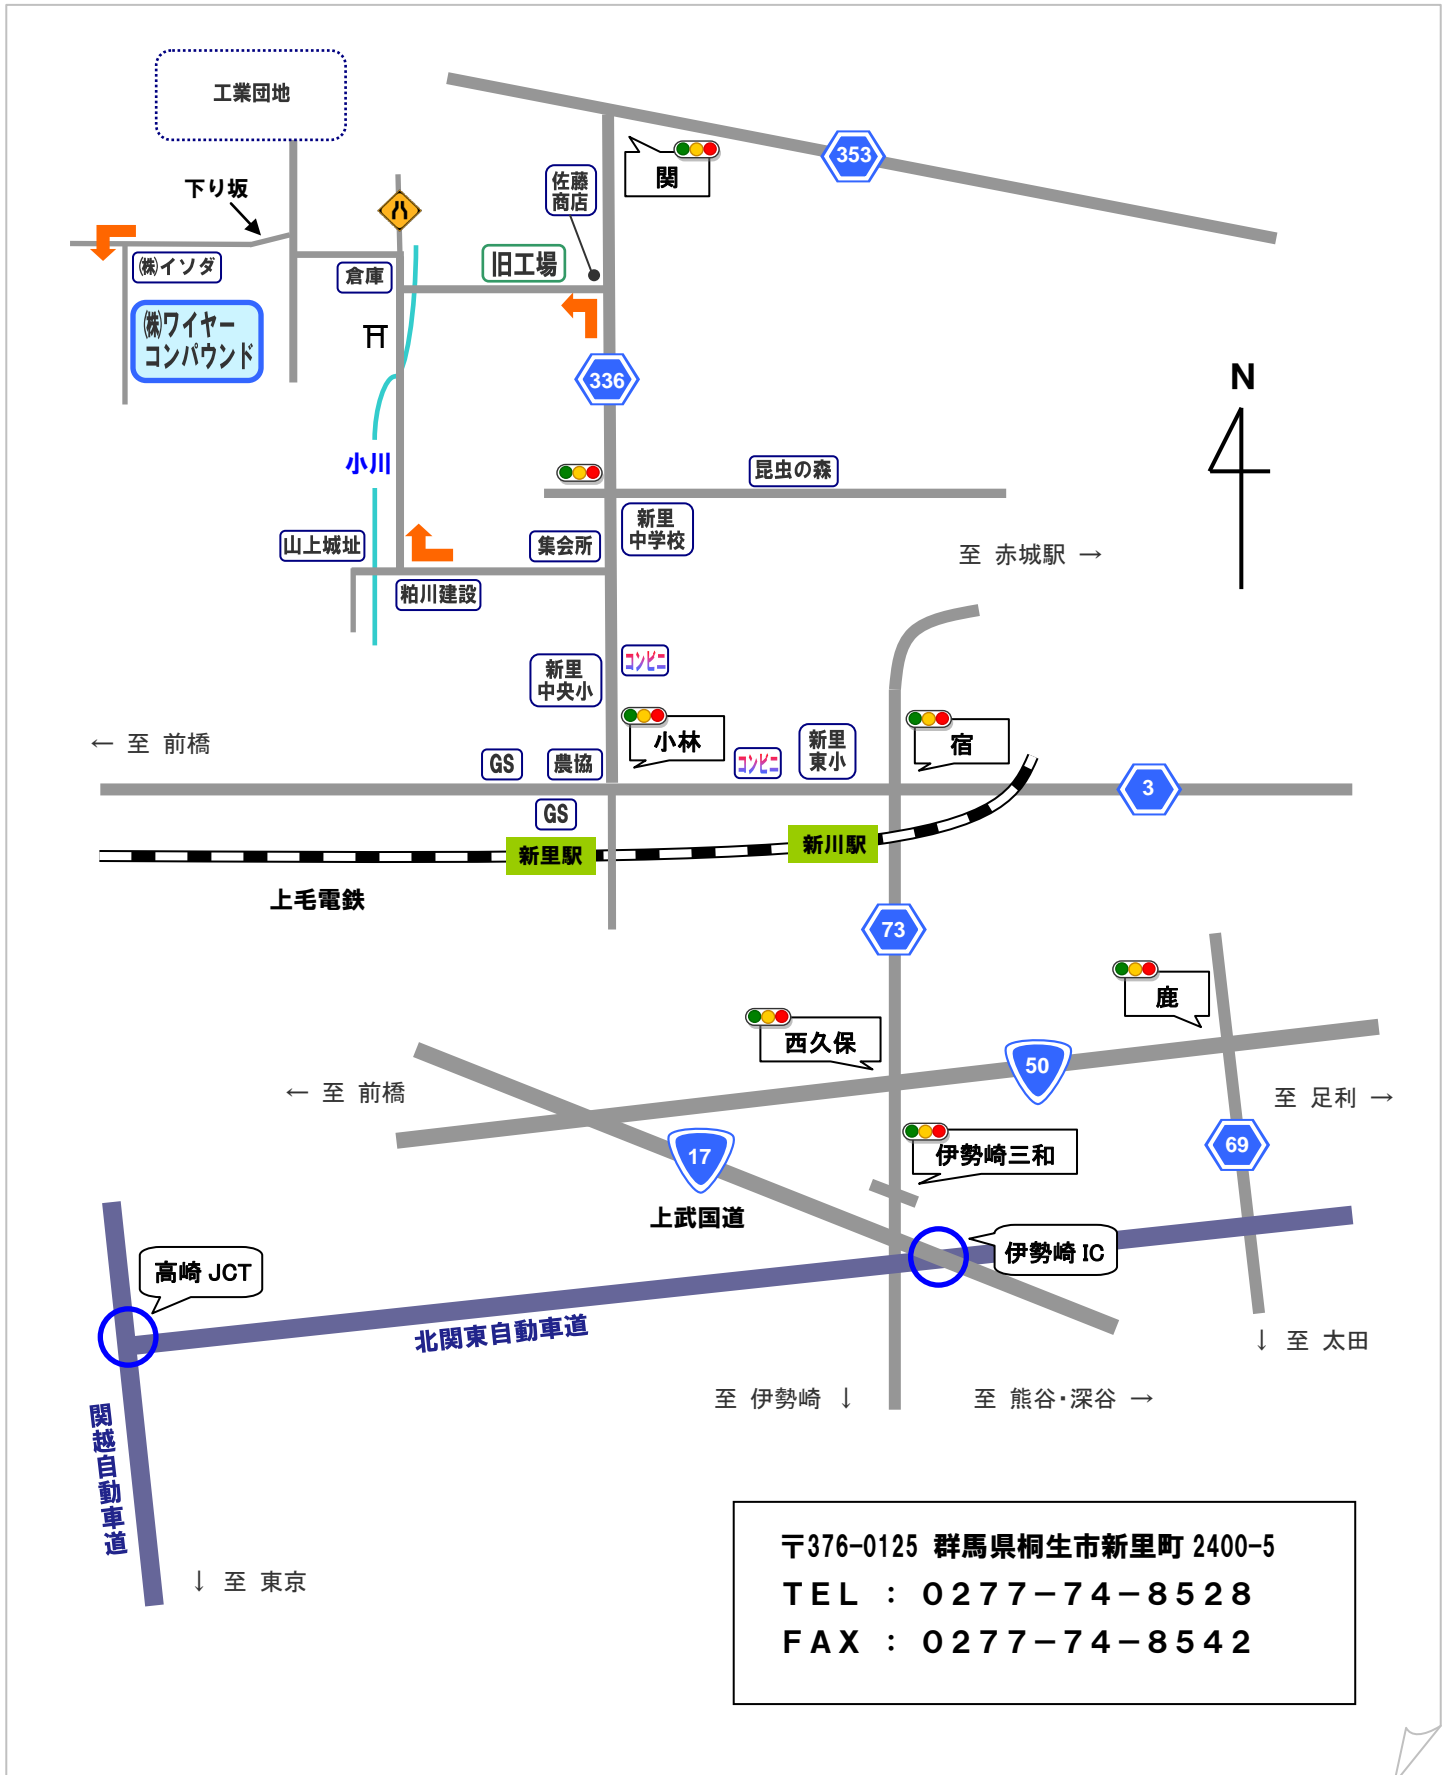 工業団地
下り坂
353
関
佐藤
商店
㈱イソダ
倉庫
旧工場
㈱ワイヤー
コンパウンド
336
N
小川
昆虫の森
新里
中学校
山上城址
集会所
至 赤城駅 →
粕川建設
新里
中央小
コンビニ
← 至 前橋
小林
宿
GS
農協
コンビニ
新里
東小
3
GS
新里駅
新川駅
上毛電鉄
73
鹿
西久保
50
← 至 前橋
至 足利 →
17
伊勢崎三和
69
上武国道
伊勢崎 IC
高崎 JCT
北関東自動車道
↓ 至 太田
至 伊勢崎 ↓
至 熊谷・深谷 →
関越自動車道
↓ 至 東京
〒376-0125 群馬県桐生市新里町 2400-5
ＴＥＬ ： ０２７７－７４－８５２８
ＦＡＸ ： ０２７７－７４－８５４２